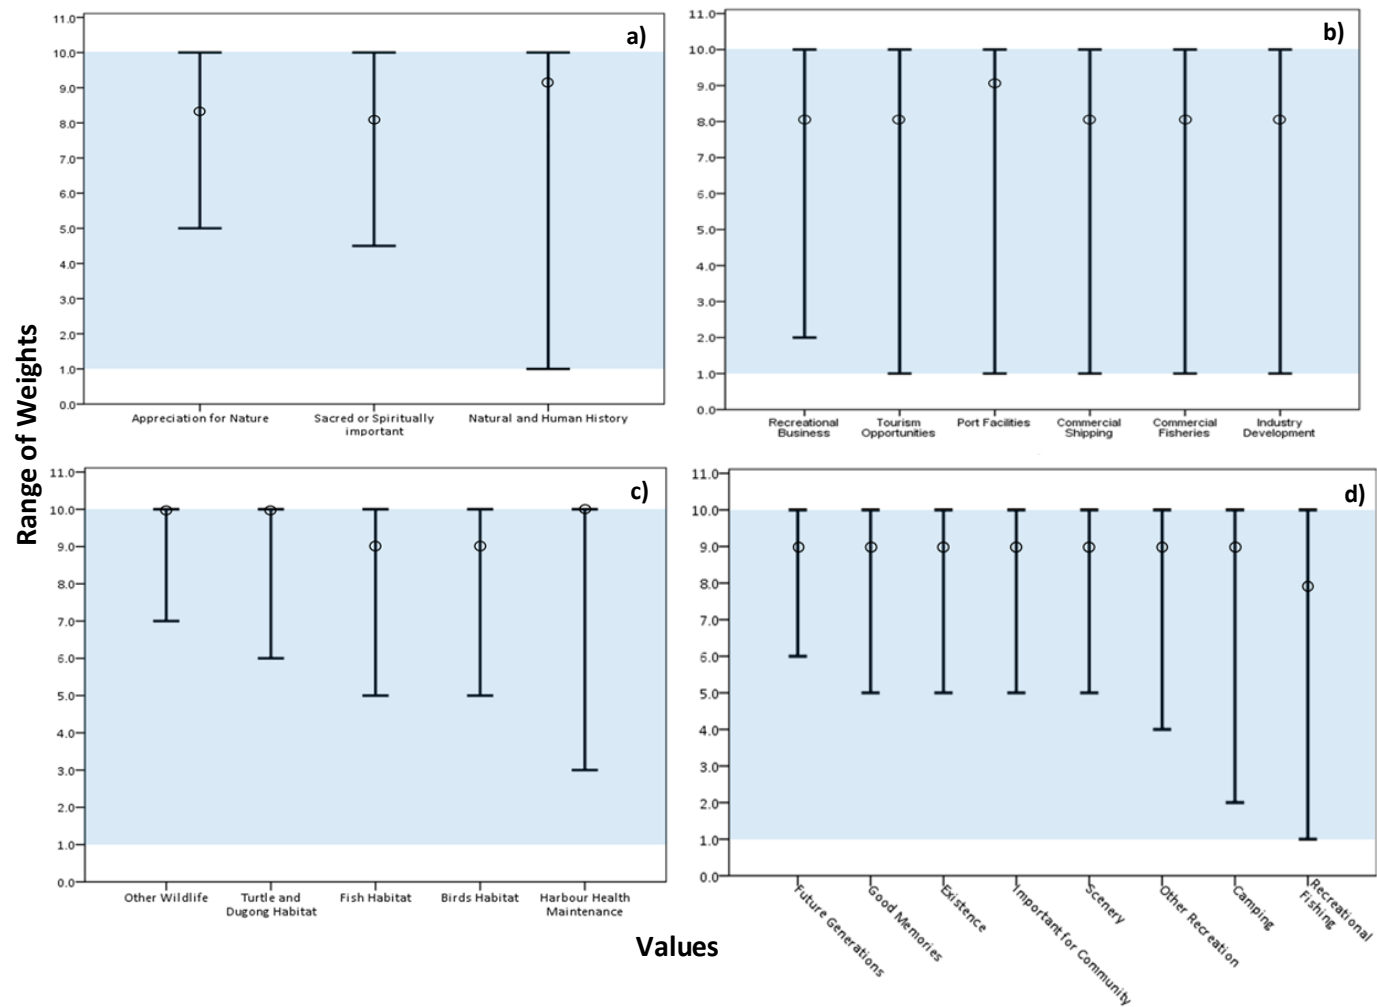 a)
11.0
10.0
9.0
8.0
7.0
6.0
5.0
4.0
3.0
2.0
1.0
0.0
Appreciation for Nature
Sacred or Spiritually
important
Natural and Human History
b)
11.0
10.0
9.0
8.0
7.0
6.0
5.0
4.0
3.0
2.0
1.0
0.0
Recreational
Business
Tourism
Opportunities
Port Facilities
Commercial
Shipping
Commercial
Fisheries
Industry
Development
Range of Weights
c)
11.0
10.0
9.0
8.0
7.0
6.0
5.0
4.0
3.0
2.0
1.0
0.0
Other Wildlife
Turtle and
Dugong Habitat
Fish Habitat
Birds Habitat
Harbour Health
Maintenance
d)
11.0
10.0
9.0
8.0
7.0
6.0
5.0
4.0
3.0
2.0
1.0
0.0
Future Generations
Good Memories
Existence
Important for Community
Scenery
Other Recreation
Camping
Recreational
Fishing
Values